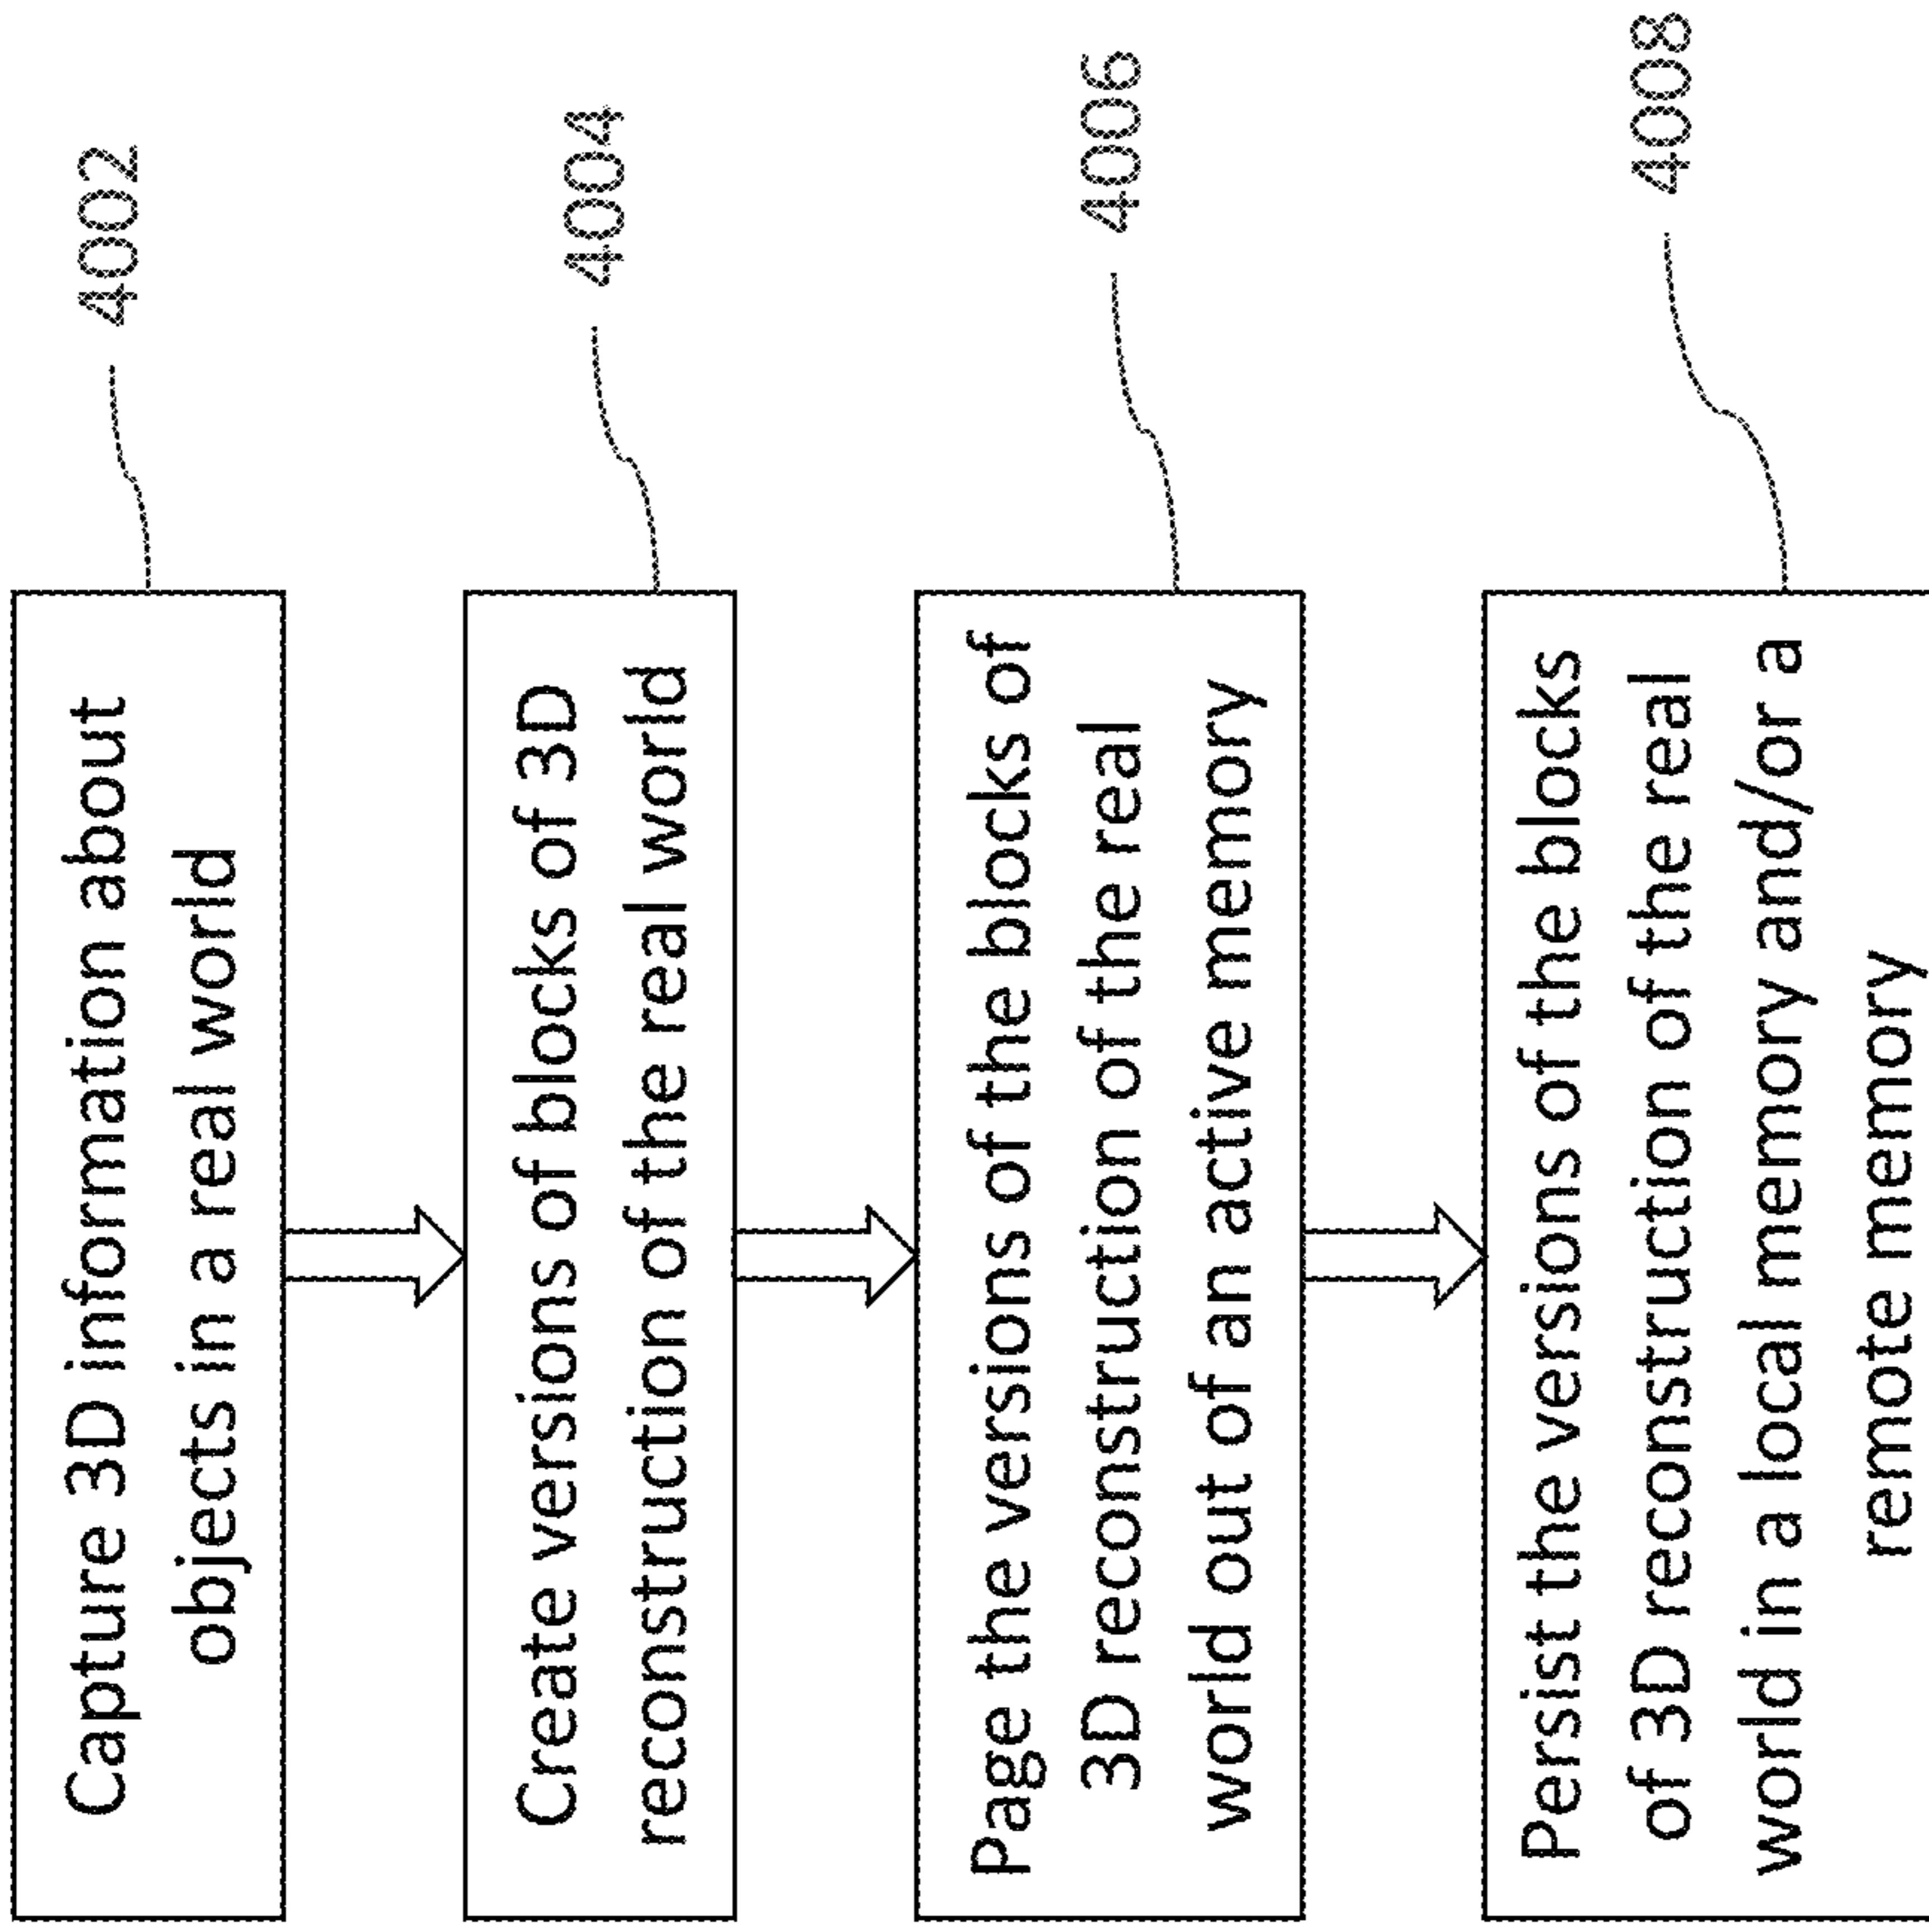 Capture 3D information about
objects in a real world
4002
Create versions of blocks of 3D
reconstruction of the real world
4004
Page the versions of the blocks of
3D reconstruction of the real
world out of an active memory
4006
Persist the versions of the blocks
of 3D reconstruction of the real
world in a local memory and/or a
remote memory
4008